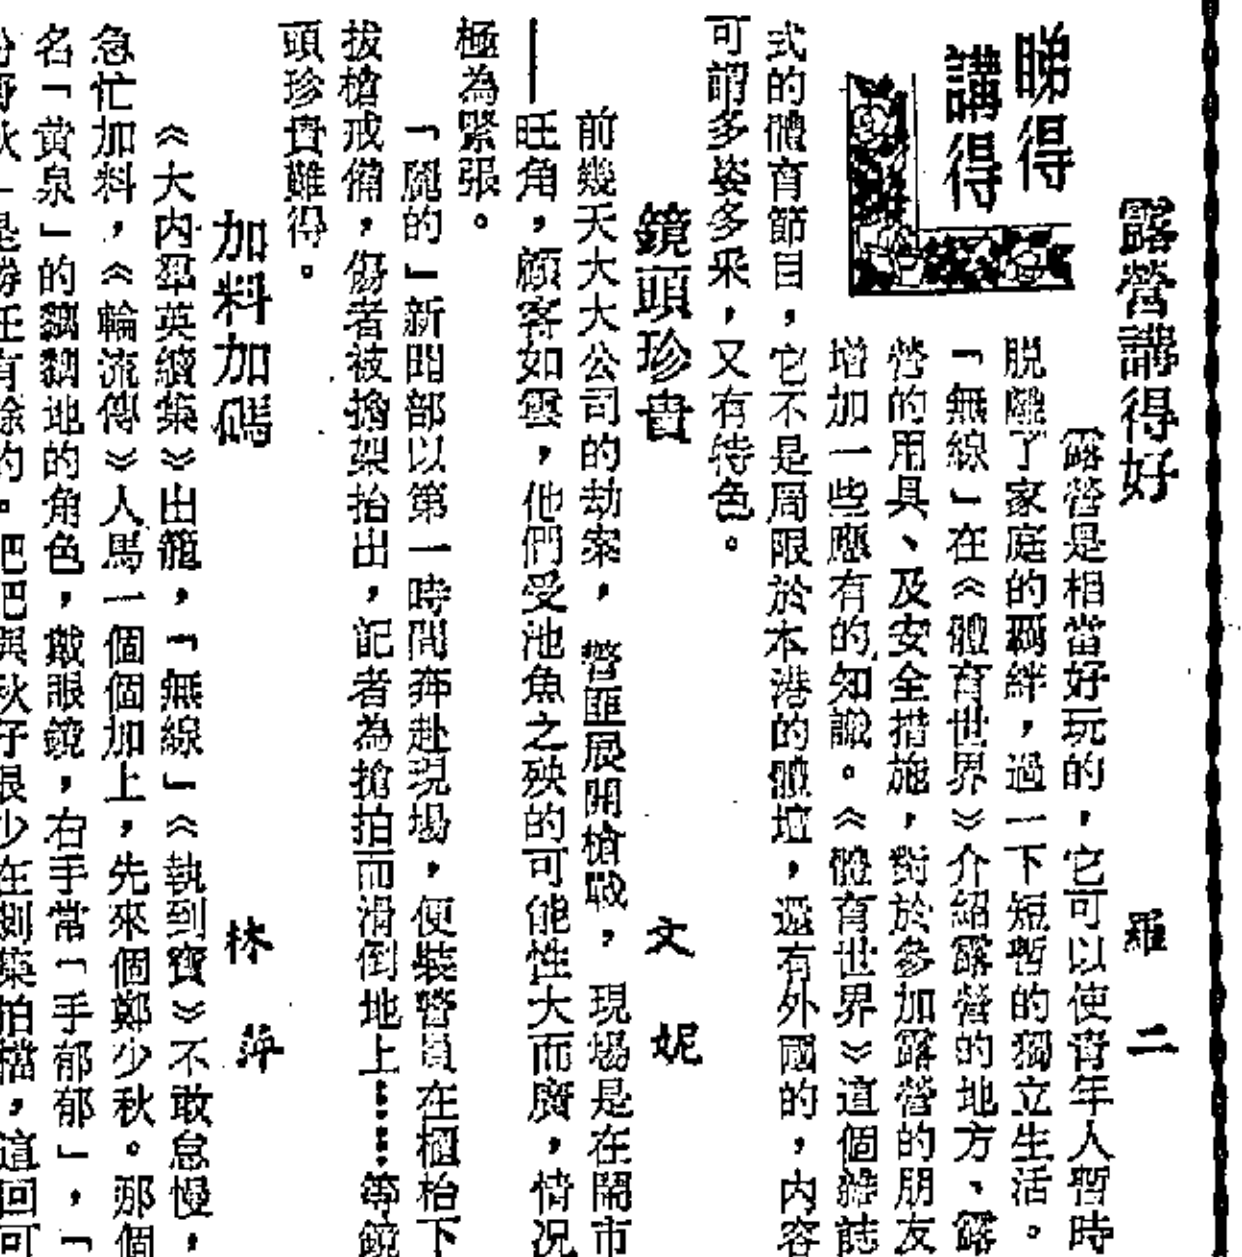 睇得
講得
露營講得好
羅二
露營是相當好玩的，它可以使青年人暫時
脫離了家庭的羈絆，過一下短暫的獨立生活。
「無線」在《體育世界》介紹露營的地方、露
營的用具、及安全措施，對於參加露營的朋友
增加一些應有的知識。《體育世界》這個雜誌
式的體育節目，它不是局限於本港的體壇，還有外國的，內容
可謂多姿多采，又有特色。
鏡頭珍貴
文妮
前幾天大大公司的劫案，警匪展開槍戰，現場是在鬧市
——旺角，顧客如雲，他們受池魚之殃的可能性大而廣，情況
極為緊張。
「麗的」新聞部以第一時間奔赴現場，便裝警員在櫃枱下
拔槍戒備，傷者被擔架抬出，記者為搶拍而滑倒地上……等鏡
頭珍貴難得。
加料加碼
林萍
《大內羣英續集》出籠，「無線」《執到寶》不敢怠慢，
急忙加料，《輪流傳》人馬一個個加上，先來個鄭少秋。那個
名「黃泉」的鷯鷯地的角色，戴眼鏡，右手常「手郁郁」，「